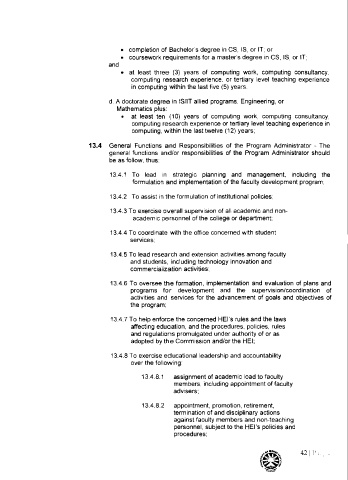 • completion of Bachelor's degree in CS, IS, or IT; or
• coursework requirements for a master's degree in CS, IS, or IT;
and
• at least three (3) years of computing work, computing consultancy,
computing research experience, or tertiary level teaching experience
in computing within the last five (5) years.
d. A doctorate degree in IS/IT allied programs, Engineering, or
Mathematics plus:
• at least ten (10) years of computing work, computing consultancy,
computing research experience or tertiary level teaching experience in
computing, within the last twelve (12) years;
13.4 General Functions and Responsibilities of the Program Administrator - The
general functions and/or responsibilities of the Program Administrator should
be as follow, thus:
13.4.1 To lead in strategic planning and management, including the
formulation and implementation of the faculty development program;
13.4.2 To assist in the formulation of institutional policies;
13.4.3 To exercise overall supervision of all academic and non-
academic personnel of the college or department;
13.4.4 To coordinate with the office concerned with student
services;
13.4.5 To lead research and extension activities among faculty
and students, including technology innovation and
commercialization activities;
13.4.6 To oversee the formation, implementation and evaluation of plans and
programs for development and the supervision/coordination of
activities and services for the advancement of goals and objectives of
the program;
13.4.7 To help enforce the concerned HEI's rules and the laws
affecting education, and the procedures, policies, rules
and regulations promulgated under authority of or as
adopted by the Commission and/or the HEI;
13.4.8 To exercise educational leadership and accountability
over the following:
13.4.8.1 assignment of academic load to faculty
members, including appointment of faculty
advisers;
13.4.8.2 appointment, promotion, retirement,
termination of and disciplinary actions
against faculty members and non-teaching
personnel, subject to the HEI's policies and
procedures;
42 |